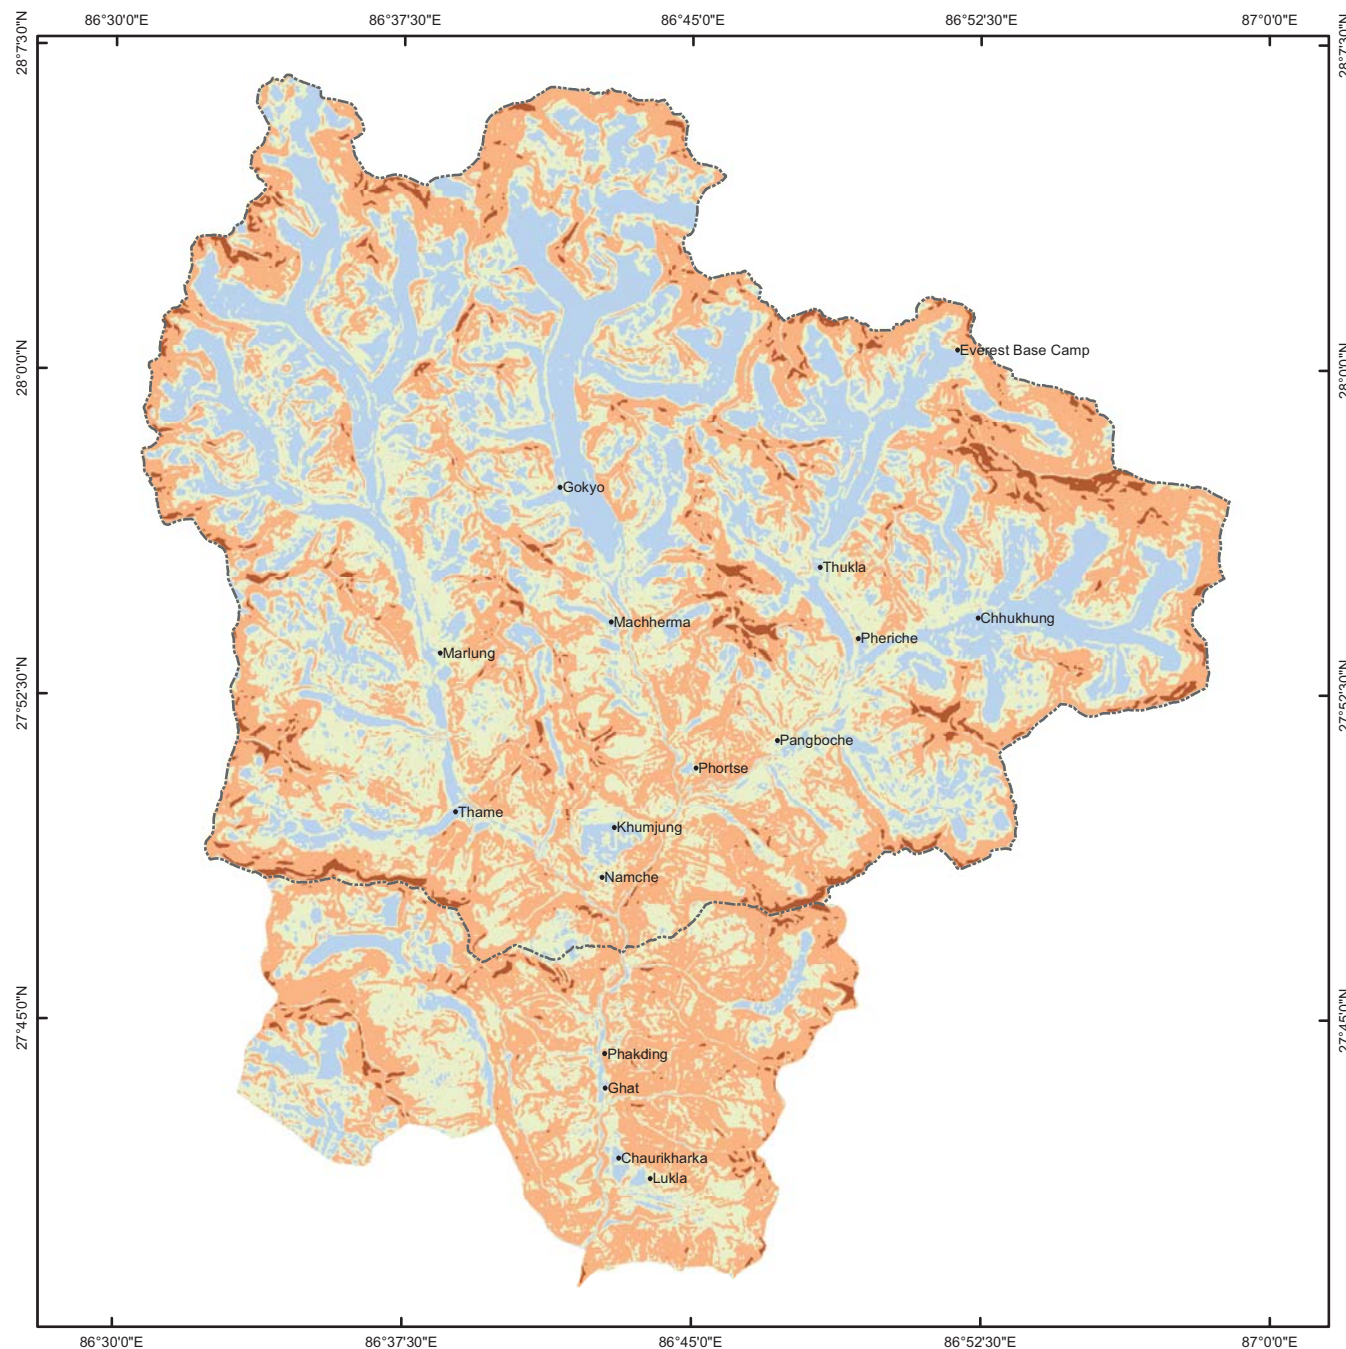 86°30'0"E 86°37'30"E 86°45'0"E 86°52'30"E 87°0'0"E
28°7'30"N 28°7'30"N
Everest Base Camp
28°0'0"N 28°0'0"N
Gokyo
Thukla
Chhukhung
Machherma
Pheriche
Marlung
27°52'30"N 27°52'30"N
Pangboche
Phortse
Thame
Khumjung
Namche
27°45'0"N 27°45'0"N
Phakding
Ghat
Chaurikharka
Lukla
86°30'0"E 86°37'30"E 86°45'0"E 86°52'30"E 87°0'0"E